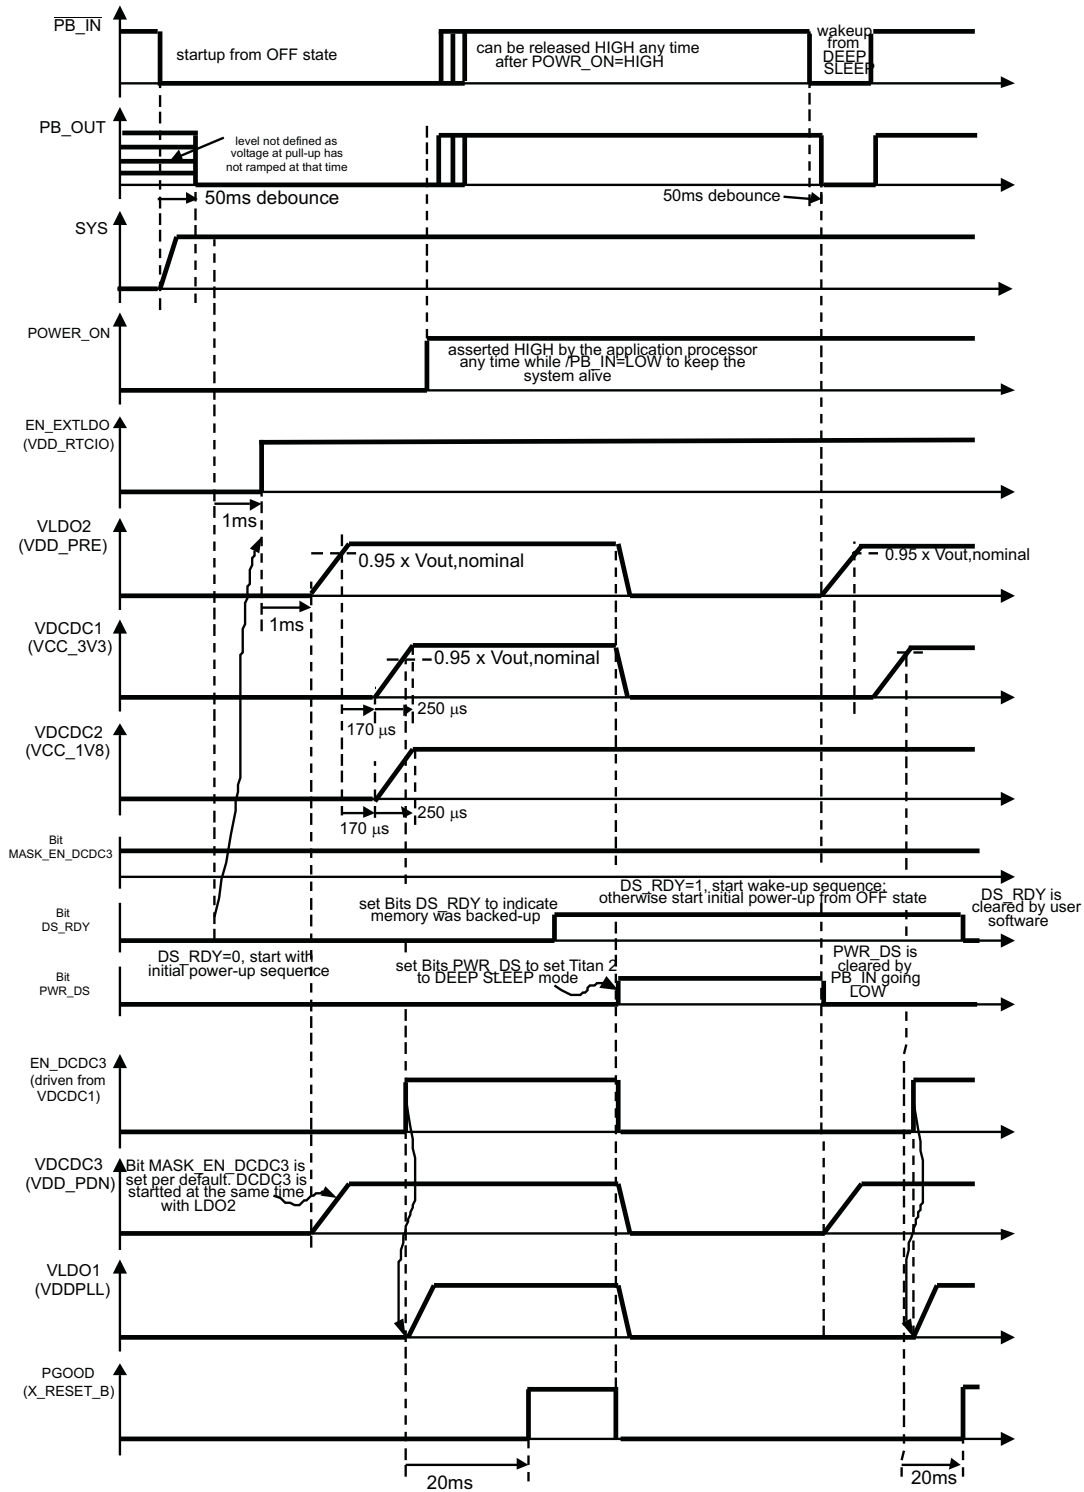 PB_IN
startup from OFF state
can be released HIGH any time
after POWR_ON=HIGH
wakeup
from
DEEP
SLEEP
PB_OUT
level not defined as
voltage at pull-up has
not ramped at that time
50ms debounce
50ms debounce
SYS
POWER_ON
asserted HIGH by the application processor
any time while /PB_IN=LOW to keep the
system alive
EN_EXTLDO
(VDD_RTCIO)
1ms
VLDO2
(VDD_PRE)
0.95 x Vout,nominal
0.95 x Vout,nominal
1ms
VDCDC1
(VCC_3V3)
0.95 x Vout,nominal
250 µs
170 µs
VDCDC2
(VCC_1V8)
250 µs
170 µs
Bit
MASK_EN_DCDC3
Bit
DS_RDY
set Bits DS_RDY to indicate
memory was backed-up
DS_RDY=1, start wake-up sequence;
otherwise start initial power-up from OFF state
DS_RDY is
cleared by user
software
DS_RDY=0, start with
initial power-up sequence
Bit
PWR_DS
set Bits PWR_DS to set Titan 2
to DEEP SLEEP mode
PWR_DS is
cleared by
PB_IN going
LOW
EN_DCDC3
(driven from
VDCDC1)
VDCDC3
(VDD_PDN)
Bit MASK_EN_DCDC3 is
set per default. DCDC3 is
startted at the same time
with LDO2
VLDO1
(VDDPLL)
PGOOD
(X_RESET_B)
20ms
20ms